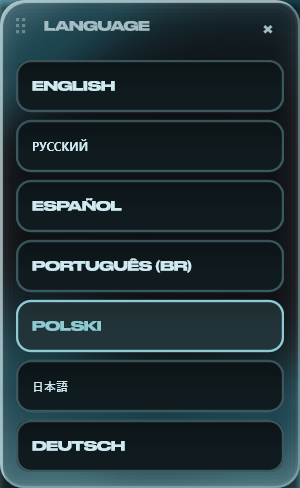 LANGUAGE
ENGLISH
РУССКИЙ
ESPAÑOL
PORTUGUÊS (BR)
POLSKI
日本語
DEUTSCH